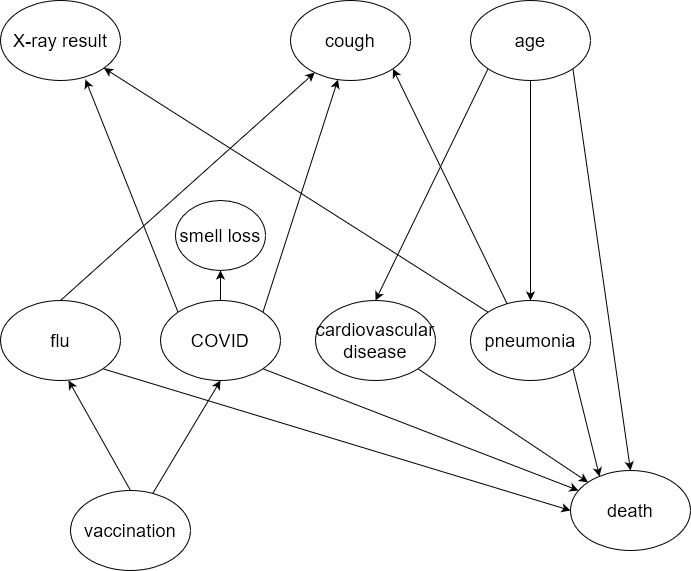 X-ray result
cough
age
smell loss
flu
COVID
cardiovascular
disease
pneumonia
vaccination
death